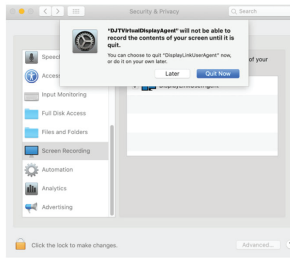 Security & Privacy
Search
"DJTVirtualDisplayAgent" will not be able to
record the contents of your screen until it is
quit.
You can choose to quit "DisplayLinkUserAgent" now,
or do it on your own later.
Later
Quit Now
of your
DisplayLinkUserAgent
Input Monitoring
Full Disk Access
Files and Folders
Screen Recording
Automation
Analytics
Advertising
Click the lock to make changes.
Advanced...